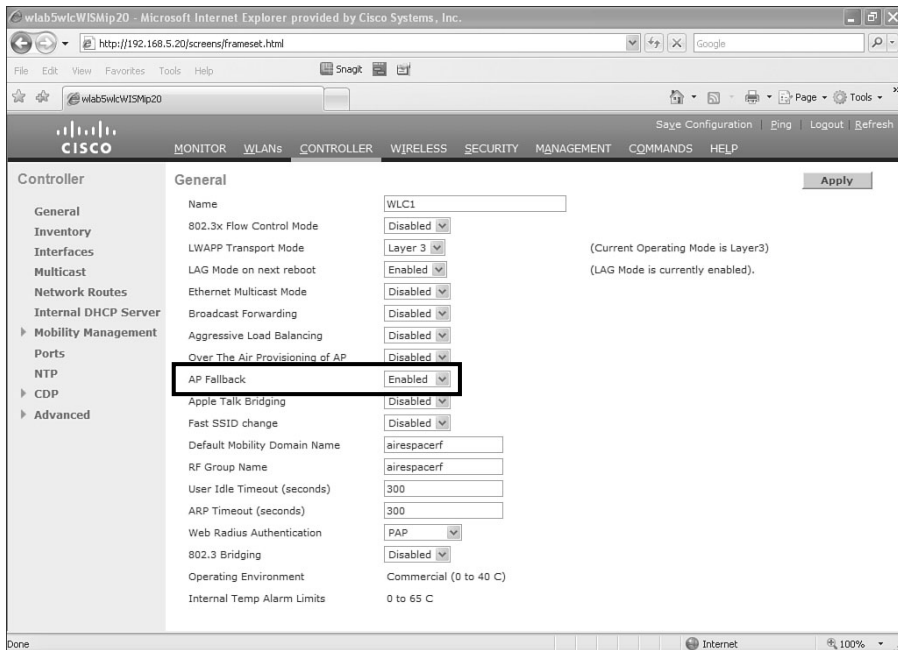 wlab5wlcWISMip20 - Microsoft Internet Explorer provided by Cisco Systems, Inc.
http://192.168.5.20/screens/frameset.html
Google
File Edit View Favorites Tools Help
Snagit
wlab5wlcWISMip20
Page Tools
Save Configuration | Ping | Logout | Refresh
CISCO
MONITOR WLANs CONTROLLER WIRELESS SECURITY MANAGEMENT COMMANDS HELP
Controller
General
Inventory
Interfaces
Multicast
Network Routes
Internal DHCP Server
Mobility Management
Ports
NTP
CDP
Advanced
General
Apply
Name WLC1
802.3x Flow Control Mode Disabled
LWAPP Transport Mode Layer 3 (Current Operating Mode is Layer3)
LAG Mode on next reboot Enabled (LAG Mode is currently enabled).
Ethernet Multicast Mode Disabled
Broadcast Forwarding Disabled
Aggressive Load Balancing Disabled
Over The Air Provisioning of AP Disabled
AP Fallback Enabled
Apple Talk Bridging Disabled
Fast SSID change Disabled
Default Mobility Domain Name airespacerf
RF Group Name airespacerf
User Idle Timeout (seconds) 300
ARP Timeout (seconds) 300
Web Radius Authentication PAP
802.3 Bridging Disabled
Operating Environment Commercial (0 to 40 C)
Internal Temp Alarm Limits 0 to 65 C
Done
Internet
100%